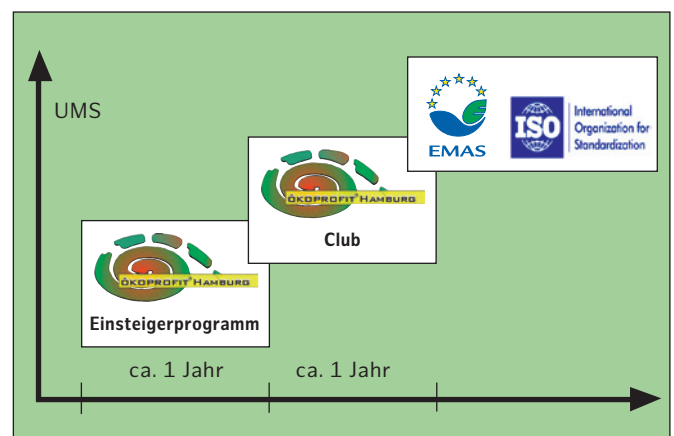 UMS
EMAS
ISO
International
Organization for
Standardization
ÖKOPROFIT® HAMBURG
Club
ÖKOPROFIT® HAMBURG
Einsteigerprogramm
ca. 1 Jahr
ca. 1 Jahr